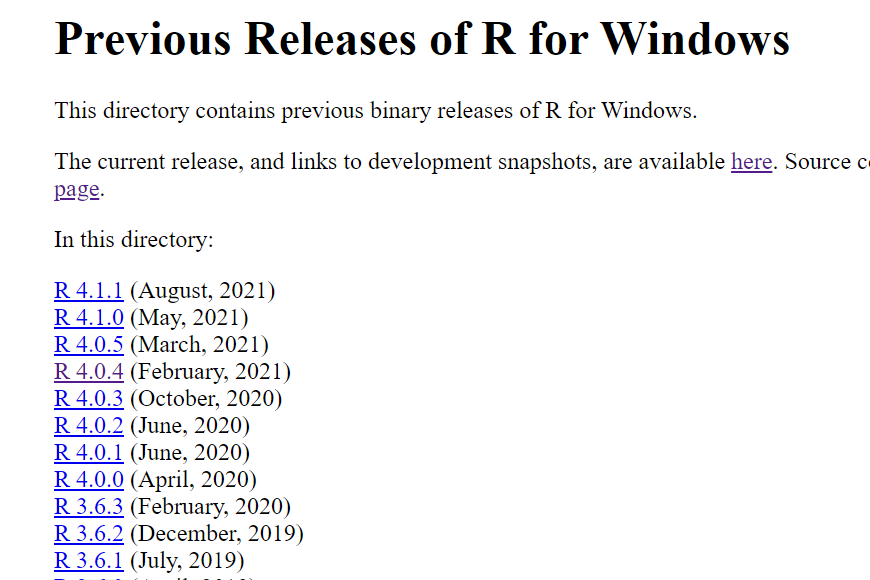 Previous Releases of R for Windows
This directory contains previous binary releases of R for Windows.
The current release, and links to development snapshots, are available here. Source
page.
In this directory:
R 4.1.1 (August, 2021)
R 4.1.0 (May, 2021)
R 4.0.5 (March, 2021)
R 4.0.4 (February, 2021)
R 4.0.3 (October, 2020)
R 4.0.2 (June, 2020)
R 4.0.1 (June, 2020)
R 4.0.0 (April, 2020)
R 3.6.3 (February, 2020)
R 3.6.2 (December, 2019)
R 3.6.1 (July, 2019)